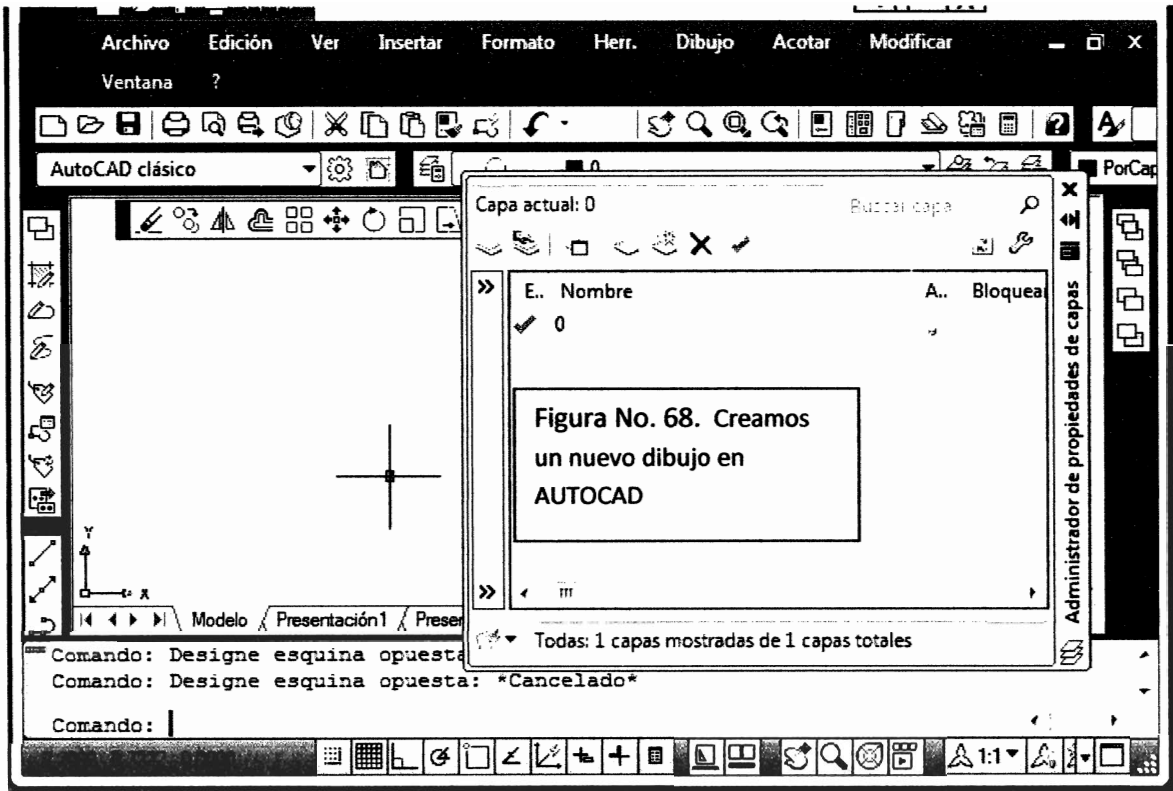 Archivo Edición Ver Insertar Formato Herr. Dibujo Acotar Modificar
Ventana ?
AutoCAD clásico
0
PorCap
Capa actual: 0 Buscar capa
E.. Nombre A.. Bloquear
0
Figura No. 68. Creamos
un nuevo dibujo en
AUTOCAD
Administrador de propiedades de capas
Y
X
Modelo Presentación1 Presen
Todas: 1 capas mostradas de 1 capas totales
Comando: Designe esquina opuesta
Comando: Designe esquina opuesta: *Cancelado*
Comando:
1:1